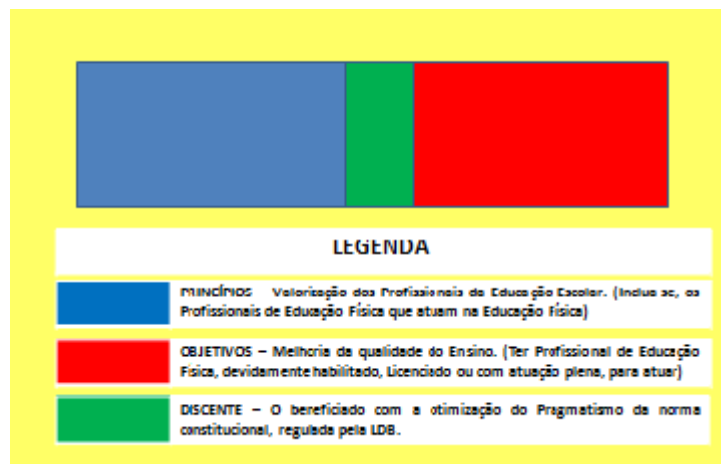 LEGENDA
PRINCÍPIOS – Valorização dos Profissionais da Educação Escolar. (Inclua se, os
Profissionais de Educação Física que atuam na Educação Física)
OBJETIVOS – Melhoria da qualidade do Ensino. (Ter Profissional de Educação
Física, devidamente habilitado, Licenciado ou com atuação plena, para atuar)
DISCENTE – O beneficiado com a otimização do Pragmatismo da norma
constitucional, regulada pela LDB.